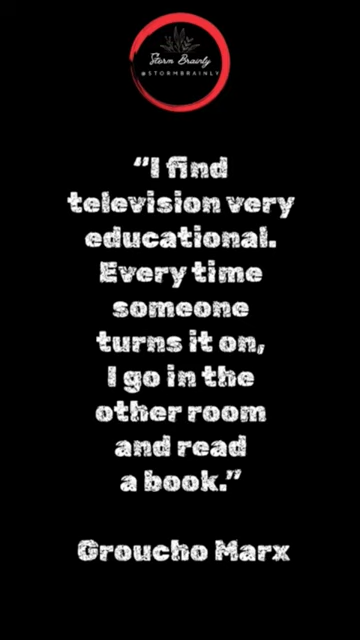 Storm Brainly
@STORMBRAINLY
“I find
television very
educational.
Every time
someone
turns it on,
I go in the
other room
and read
a book.”
Groucho Marx